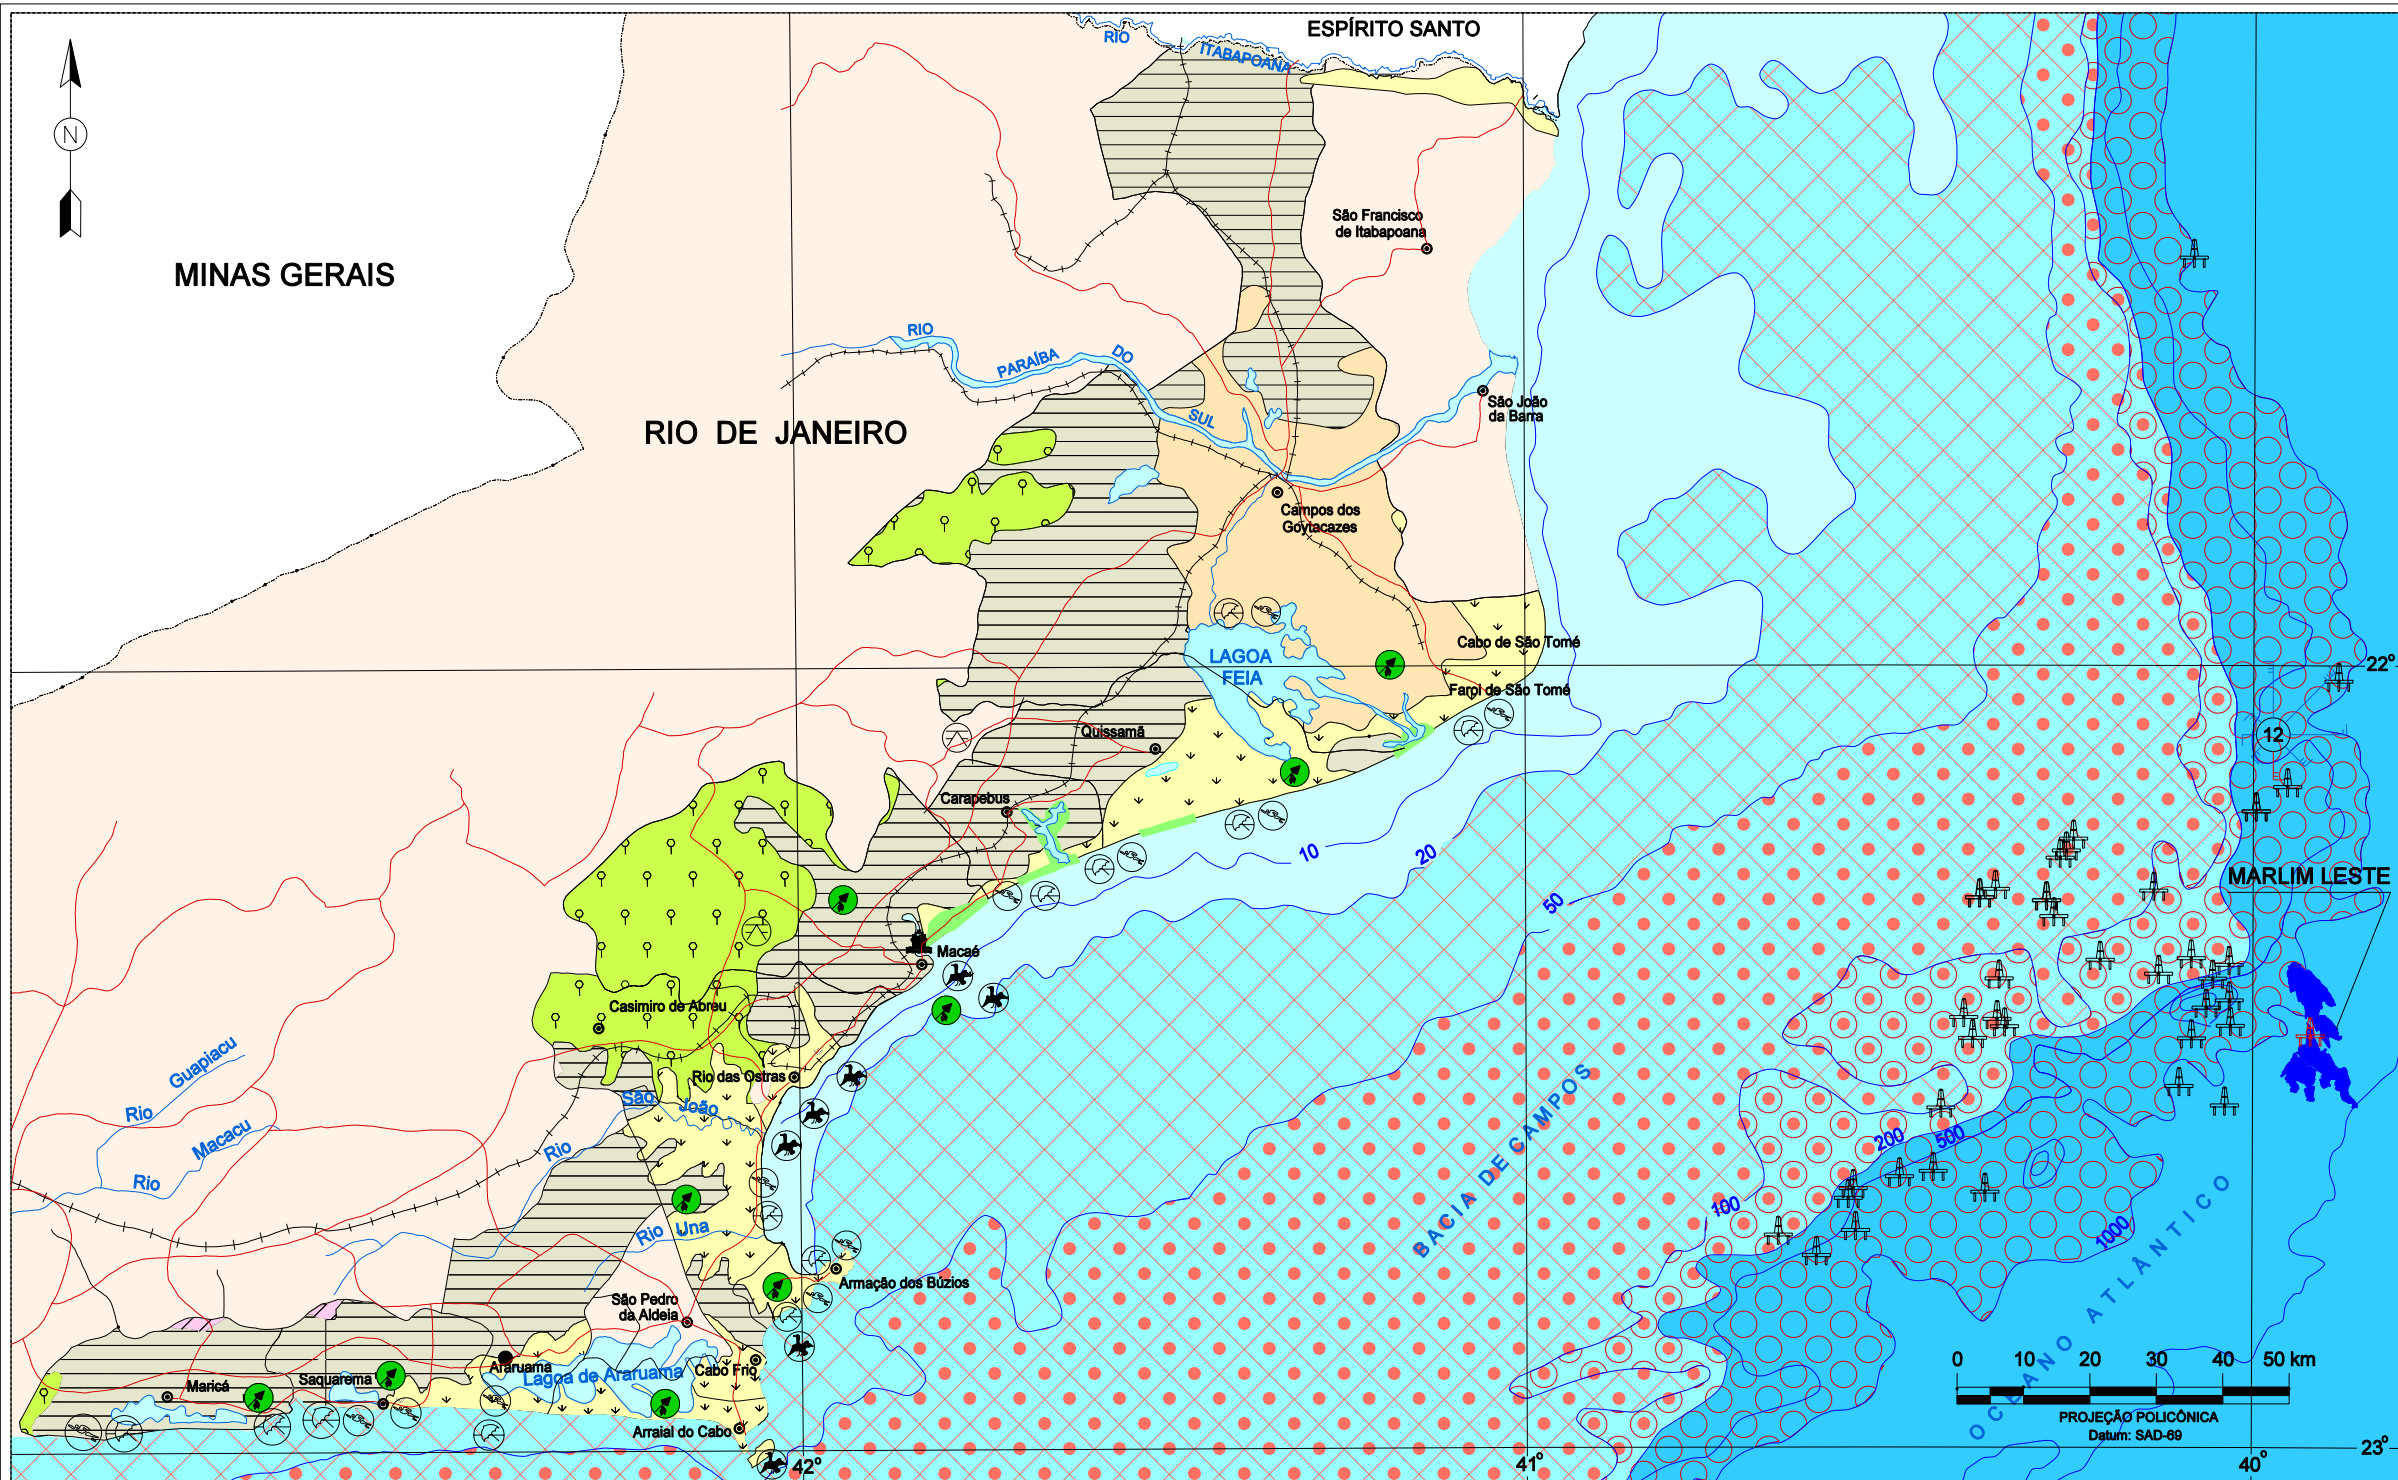 ESPÍRITO SANTO
RIO
ITABAPOANA
N
São Francisco
de Itabapoana
MINAS GERAIS
RIO
PARAÍBA
DO
SUL
São João
da Barra
RIO DE JANEIRO
Campos dos
Goytacazes
Cabo de São Tomé
LAGOA
FEIA
22°
Farol de São Tomé
Quissamã
12
Carapebus
10
20
50
MARLIM LESTE
Macaé
Casimiro de Abreu
Rio das Ostras
Rio
Guapiacu
São
João
Rio
Macacu
Rio
Rio
BACIA DE CAMPOS
200
500
100
1000
Rio Una
OCEANO ATLÂNTICO
Armação dos Búzios
São Pedro
da Aldeia
Araruama
Cabo Frio
Lagoa de Araruama
Saquarema
Maricá
Arraial do Cabo
0 10 20 30 40 50 km
PROJEÇÃO POLICÔNICA
Datum: SAD-69
42°
41°
40°
23°